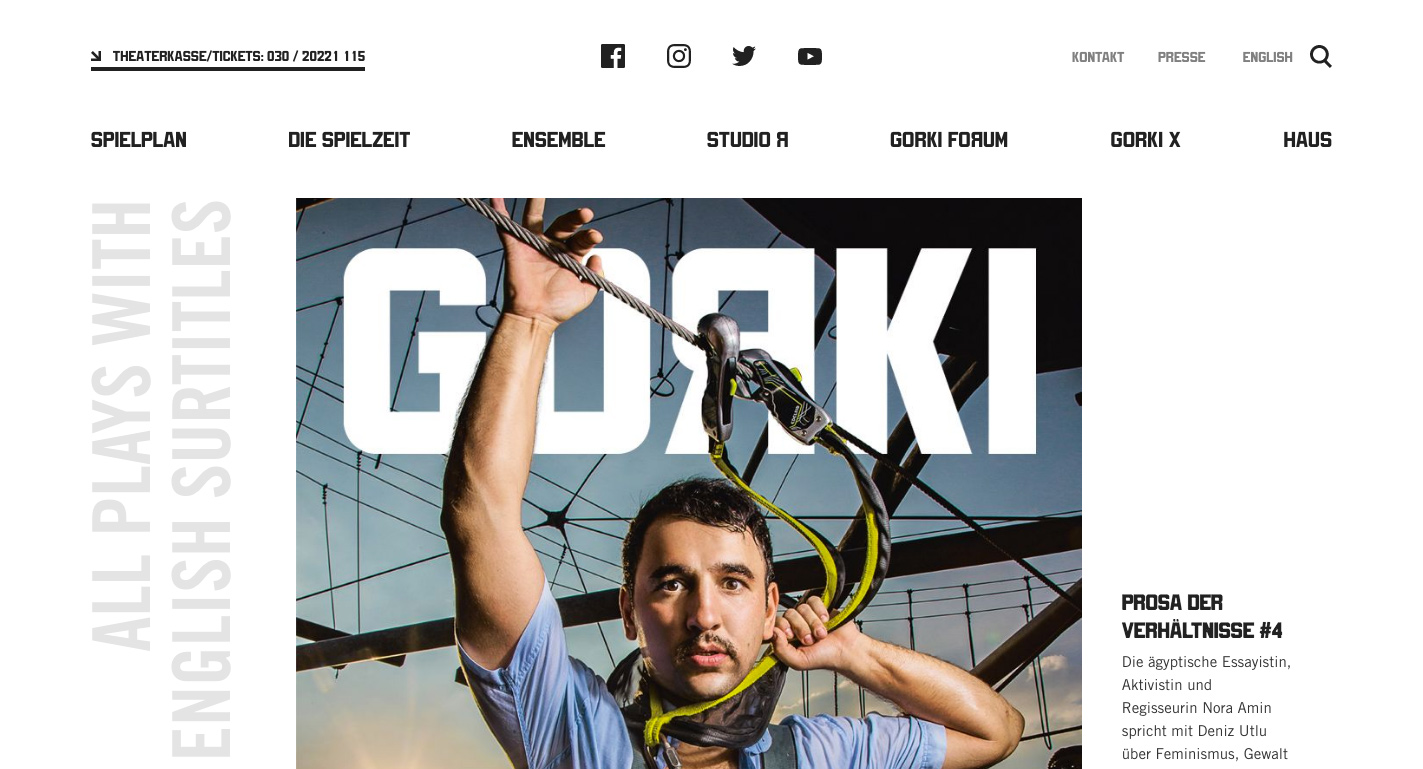 THEATERKASSE/TICKETS: 030 / 20221 115
KONTAKT
PRESSE
ENGLISH
SPIELPLAN
DIE SPIELZEIT
ENSEMBLE
STUDIO Я
GORKI FOЯUM
GORKI X
HAUS
ALL PLAYS WITH
ENGLISH SURTITLES
GOЯKI
PROSA DER
VERHÄLTNISSE #4
Die ägyptische Essayistin,
Aktivistin und
Regisseurin Nora Amin
spricht mit Deniz Utlu
über Feminismus, Gewalt